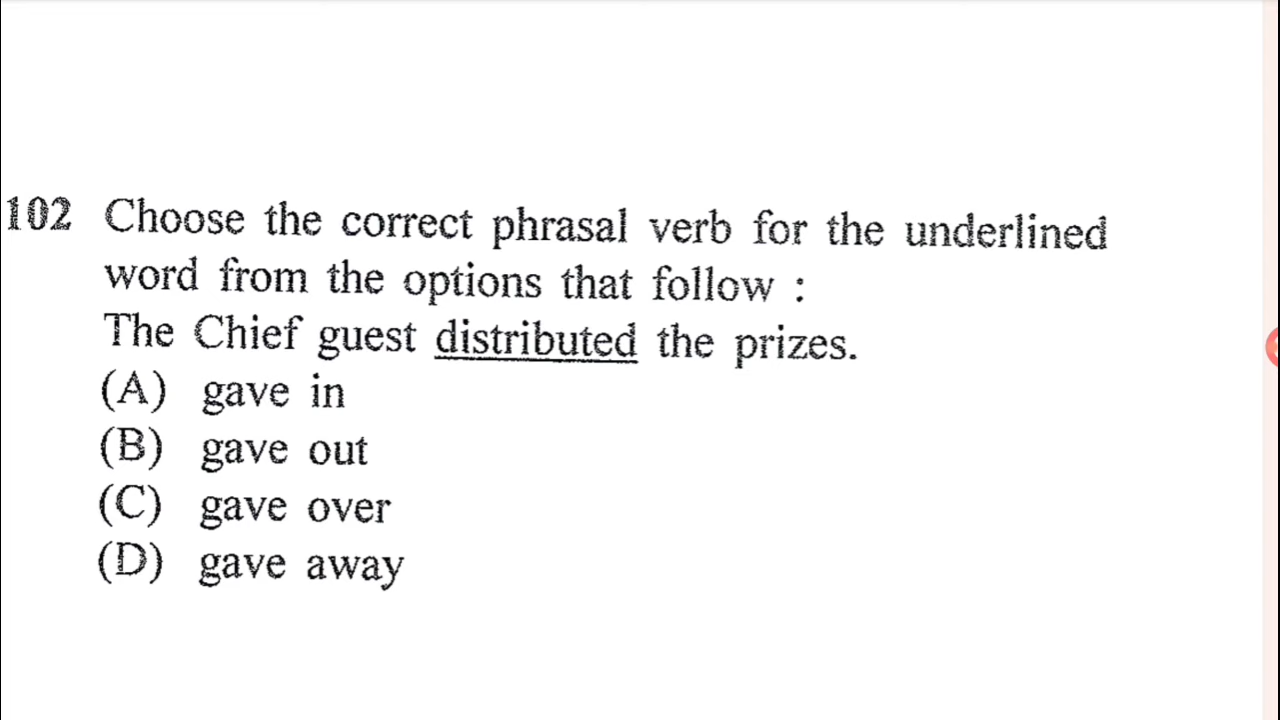 102 Choose the correct phrasal verb for the underlined
word from the options that follow :
The Chief guest distributed the prizes.
(A) gave in
(B) gave out
(C) gave over
(D) gave away